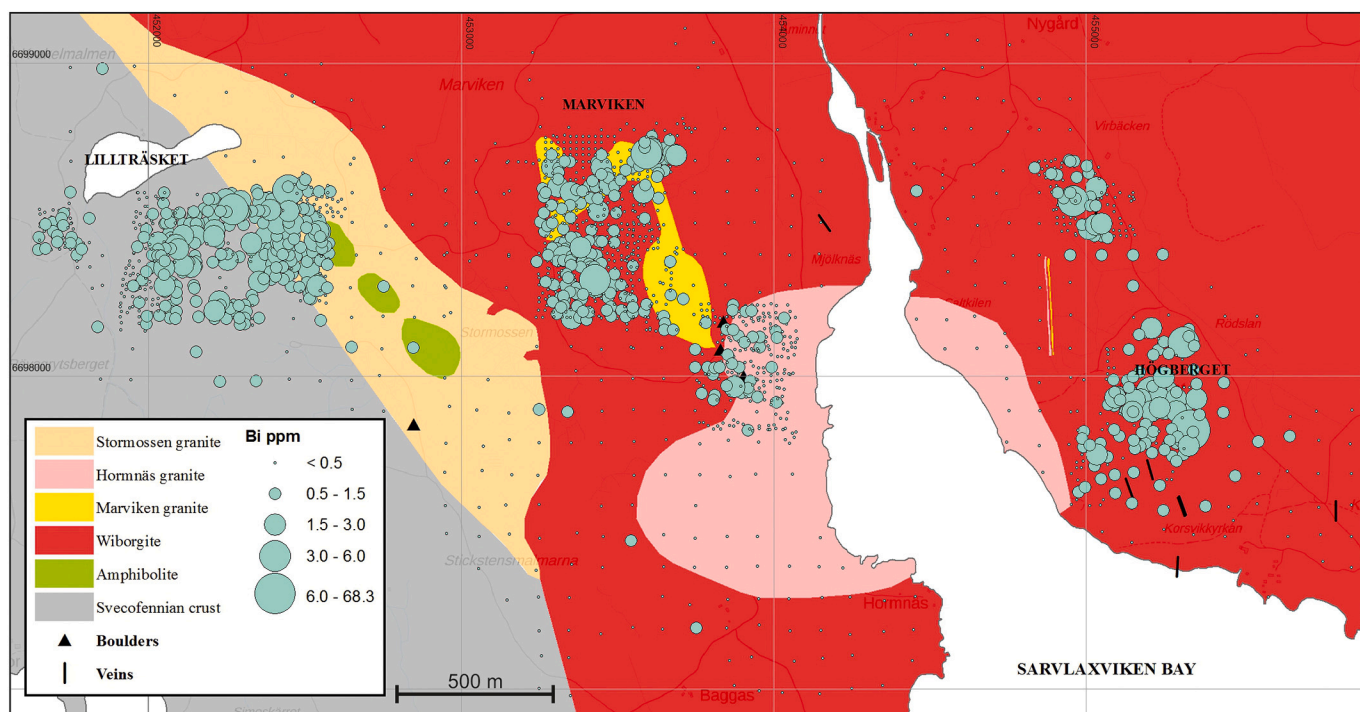 452000
453000
454000
455000
Nygård
6699000
Marviken
MARVIKEN
Virbäcken
LILLTRÄSKET
Mjölknäs
Rödslan
Stormossen
HÖGBERGET
6698000
Stormossen granite
Hormnäs granite
Marviken granite
Wiborgite
Amphibolite
Svecofennian crust
Boulders
Veins
Bi ppm
< 0.5
0.5 - 1.5
1.5 - 3.0
3.0 - 6.0
6.0 - 68.3
Korsvikkyrkan
Stickstensmalmarna
Hormnäs
SARVLAXVIKEN BAY
500 m
Baggas